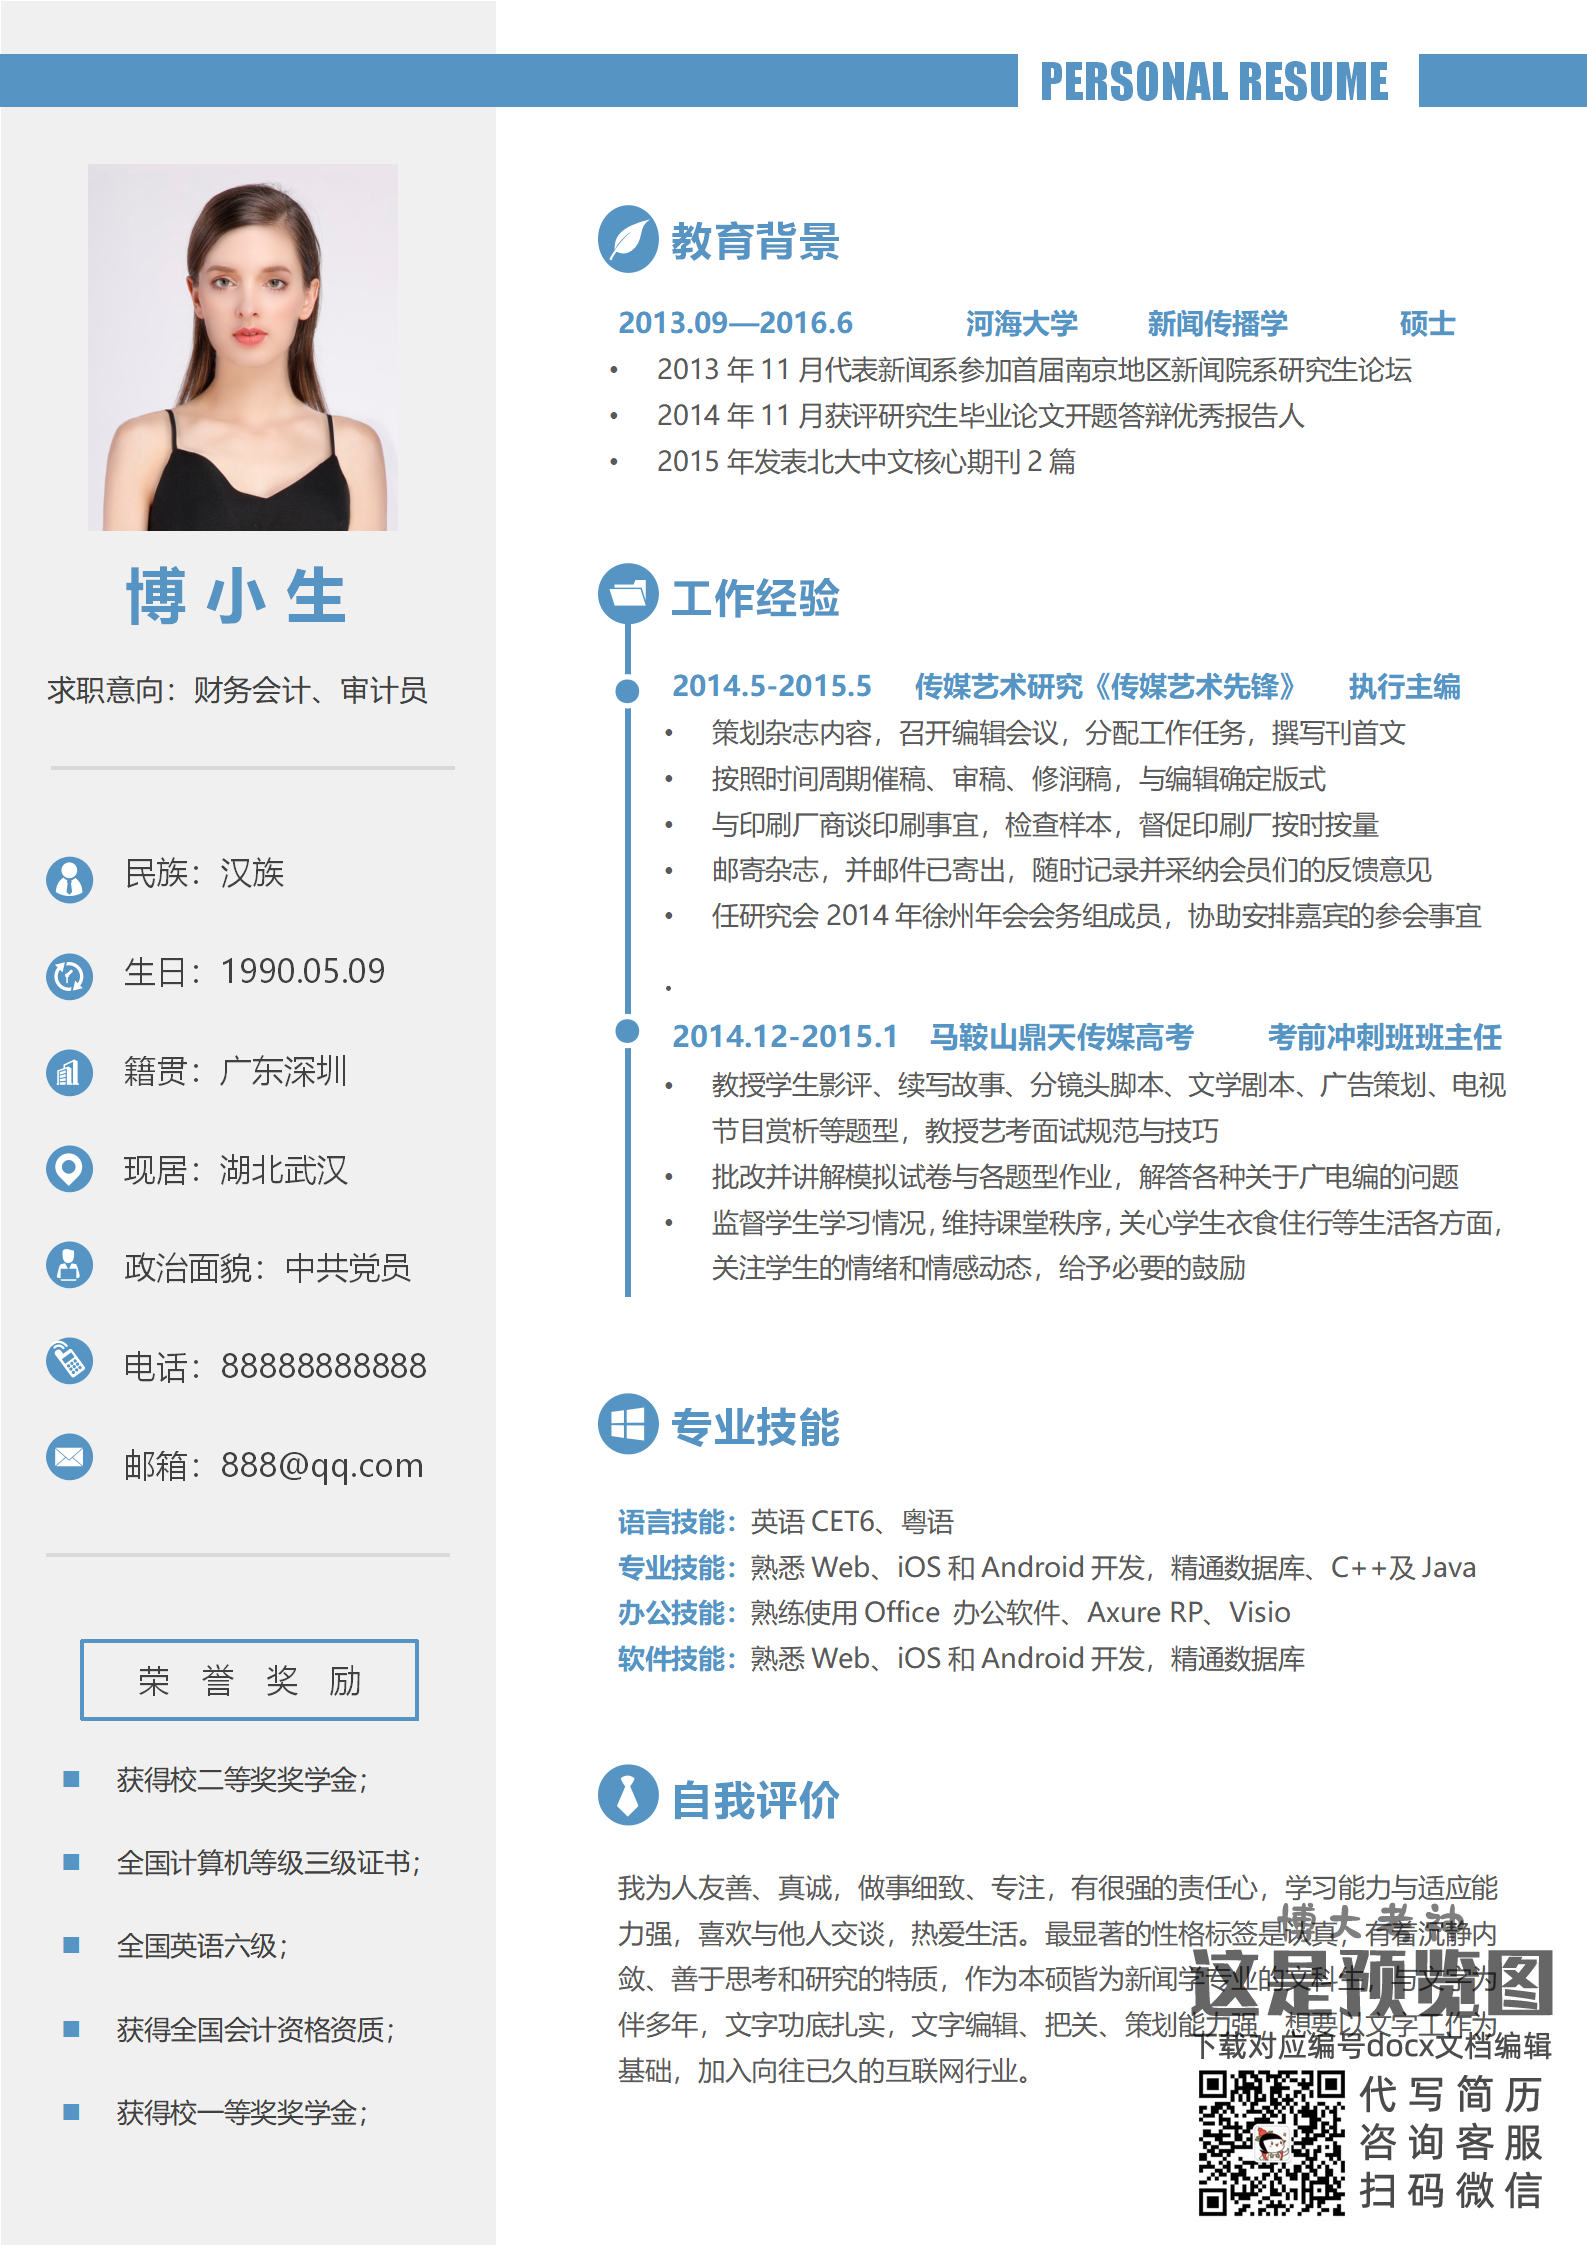 PERSONAL RESUME
博小生
求职意向：财务会计、审计员
民族：汉族
生日：1990.05.09
籍贯：广东深圳
现居：湖北武汉
政治面貌：中共党员
电话：88888888888
邮箱：888@qq.com
荣 誉 奖 励
获得校二等奖奖学金；
全国计算机等级三级证书；
全国英语六级；
获得全国会计资格资质；
获得校一等奖奖学金；
教育背景
2013.09—2016.6 河海大学 新闻传播学 硕士
• 2013 年 11 月代表新闻系参加首届南京地区新闻院系研究生论坛
• 2014 年 11 月获评研究生毕业论文开题答辩优秀报告人
• 2015 年发表北大中文核心期刊 2 篇
工作经验
2014.5-2015.5 传媒艺术研究《传媒艺术先锋》 执行主编
• 策划杂志内容，召开编辑会议，分配工作任务，撰写刊首文
• 按照时间周期催稿、审稿、修润稿，与编辑确定版式
• 与印刷厂商谈印刷事宜，检查样本，督促印刷厂按时按量
• 邮寄杂志，并邮件已寄出，随时记录并采纳会员们的反馈意见
• 任研究会 2014 年徐州年会会务组成员，协助安排嘉宾的参会事宜
•
2014.12-2015.1 马鞍山鼎天传媒高考 考前冲刺班班主任
• 教授学生影评、续写故事、分镜头脚本、文学剧本、广告策划、电视
节目赏析等题型，教授艺考面试规范与技巧
• 批改并讲解模拟试卷与各题型作业，解答各种关于广电编的问题
• 监督学生学习情况，维持课堂秩序，关心学生衣食住行等生活各方面，
关注学生的情绪和情感动态，给予必要的鼓励
专业技能
语言技能：英语 CET6、粤语
专业技能：熟悉 Web、iOS 和 Android 开发，精通数据库、C++及 Java
办公技能：熟练使用 Office 办公软件、Axure RP、Visio
软件技能：熟悉 Web、iOS 和 Android 开发，精通数据库
自我评价
我为人友善、真诚，做事细致、专注，有很强的责任心，学习能力与适应能
力强，喜欢与他人交谈，热爱生活。最显著的性格标签是认真，有着沉静内
敛、善于思考和研究的特质，作为本硕皆为新闻学专业的文科生，与文字为
伴多年，文字功底扎实，文字编辑、把关、策划能力强，想要以文字工作为
基础，加入向往已久的互联网行业。
博大考神
这是预览图
下载对应编号docx文档编辑
代写简历
咨询客服
扫码微信